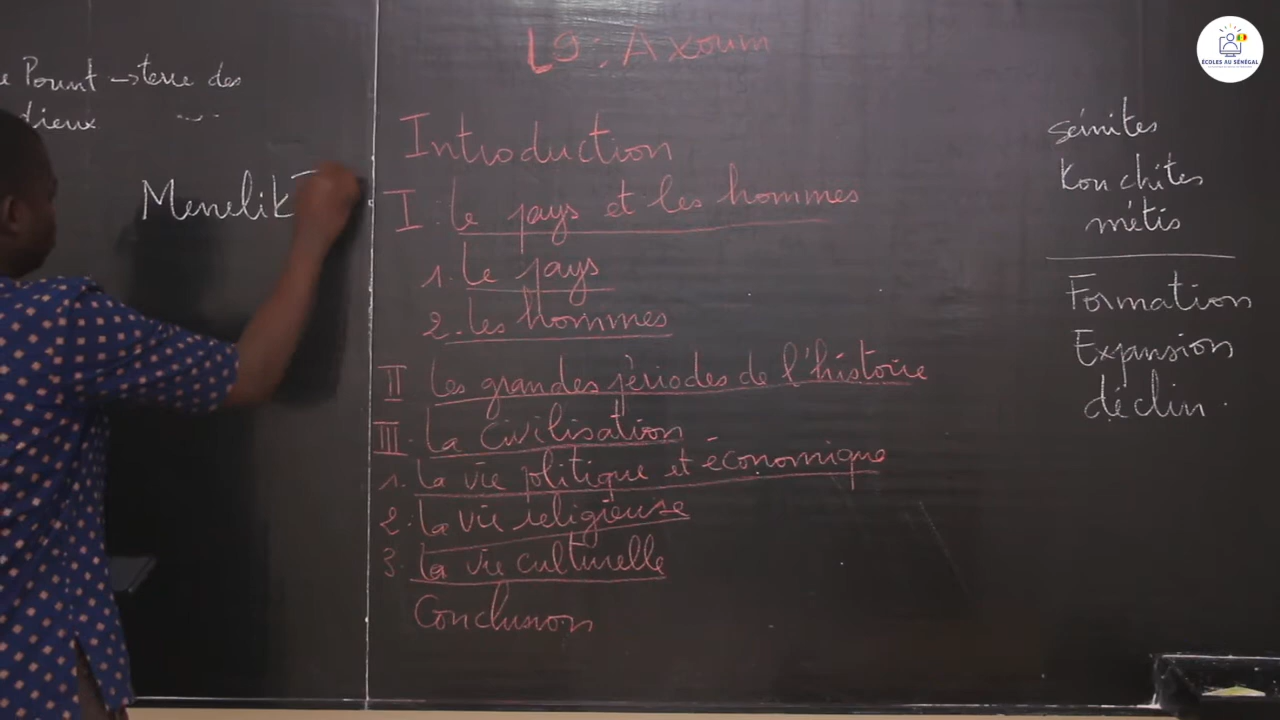 e Pount → terre des
dieux
Menelik
L9: Axoum
Introduction
I. le pays et les hommes
1. Le pays
2. les hommes
II Les grandes périodes de l'histoire
III. La civilisation
1. La vie politique et économique
2. La vie religieuse
3. La vie culturelle
Conclusion
sémites
Kouchites
métis
Formation
Expansion
déclin.
ÉCOLES AU SÉNÉGAL